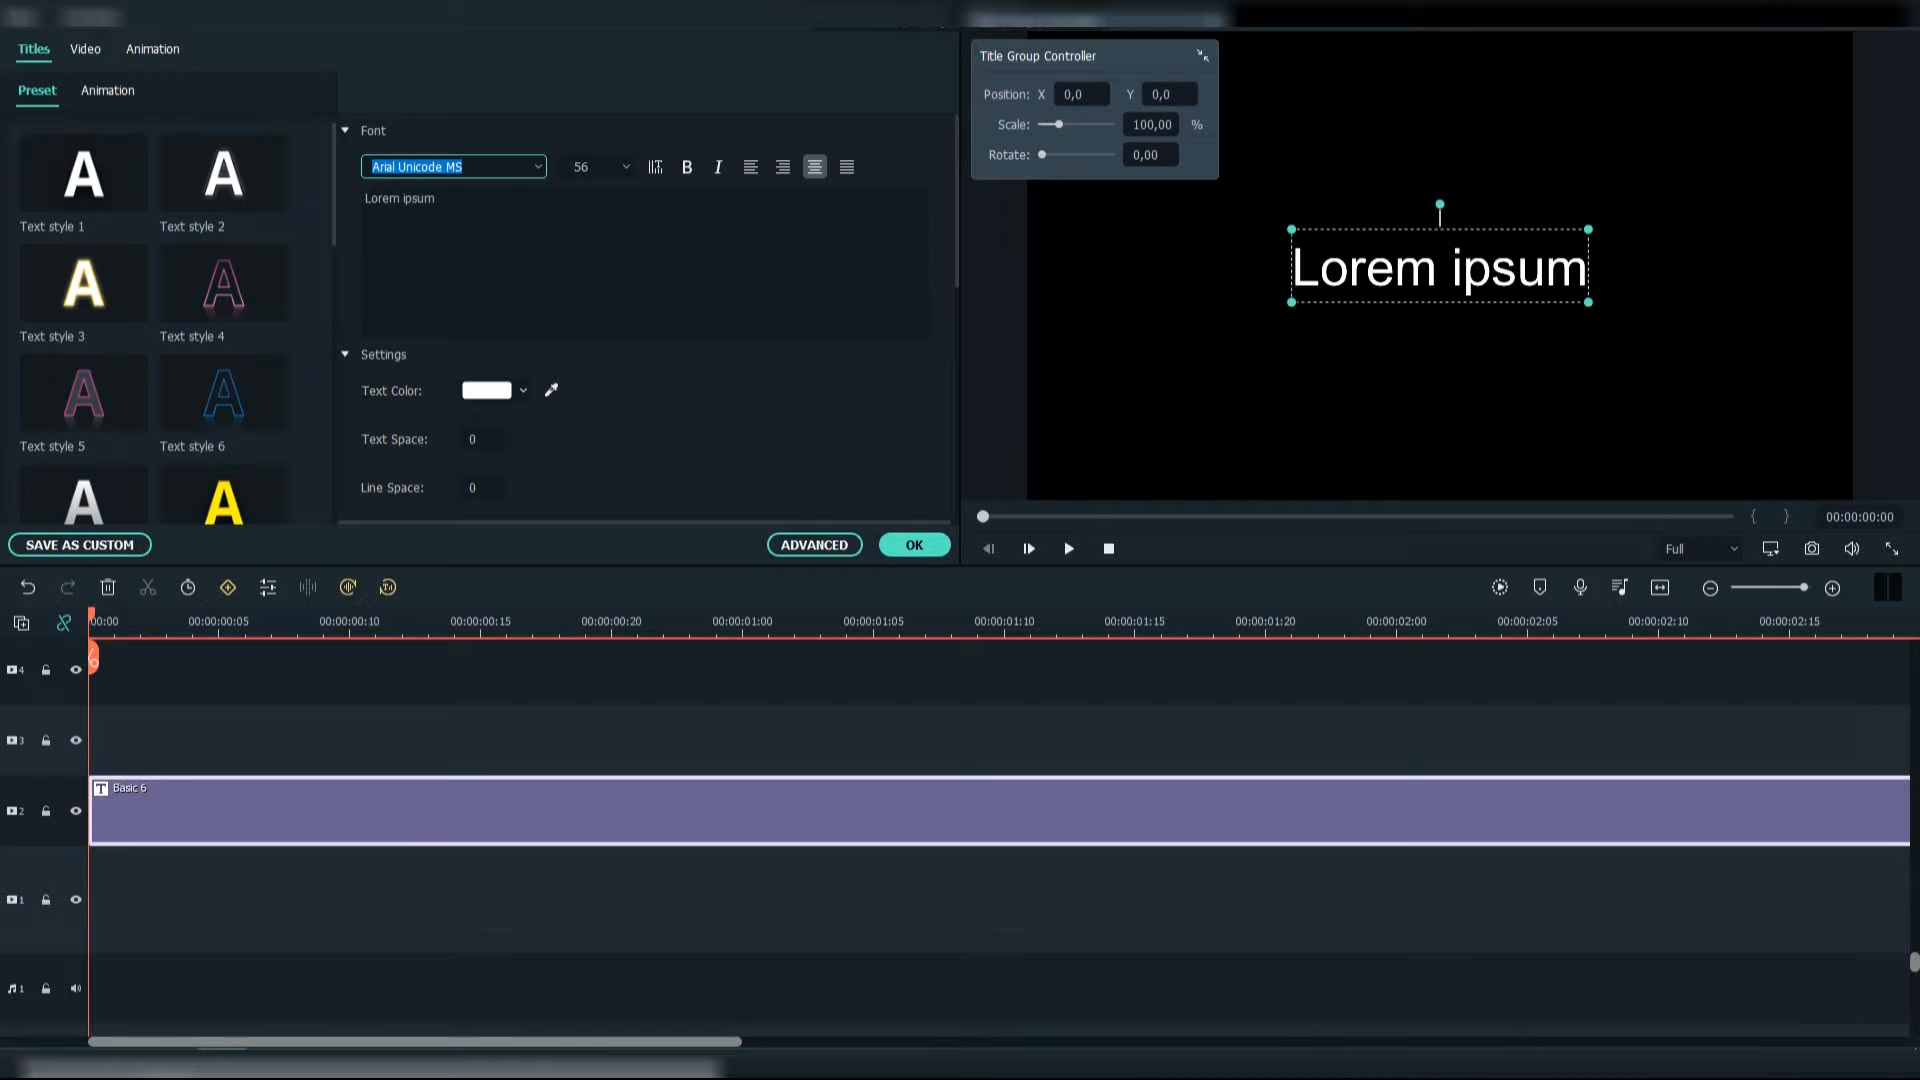 Titles Video Animation
Preset Animation
Text style 1
Text style 2
Text style 3
Text style 4
Text style 5
Text style 6
SAVE AS CUSTOM
Font
Arial Unicode MS 56
Lorem ipsum
Settings
Text Color:
Text Space: 0
Line Space: 0
ADVANCED OK
Title Group Controller
Position: X 0,0 Y 0,0
Scale: 100,00 %
Rotate: 0,00
Lorem ipsum
{ } 00:00:00:00
Full
00:00 00:00:00:05 00:00:00:10 00:00:00:15 00:00:00:20 00:00:01:00 00:00:01:05 00:00:01:10 00:00:01:15 00:00:01:20 00:00:02:00 00:00:02:05 00:00:02:10 00:00:02:15
4
3
2
T Basic 6
1
1